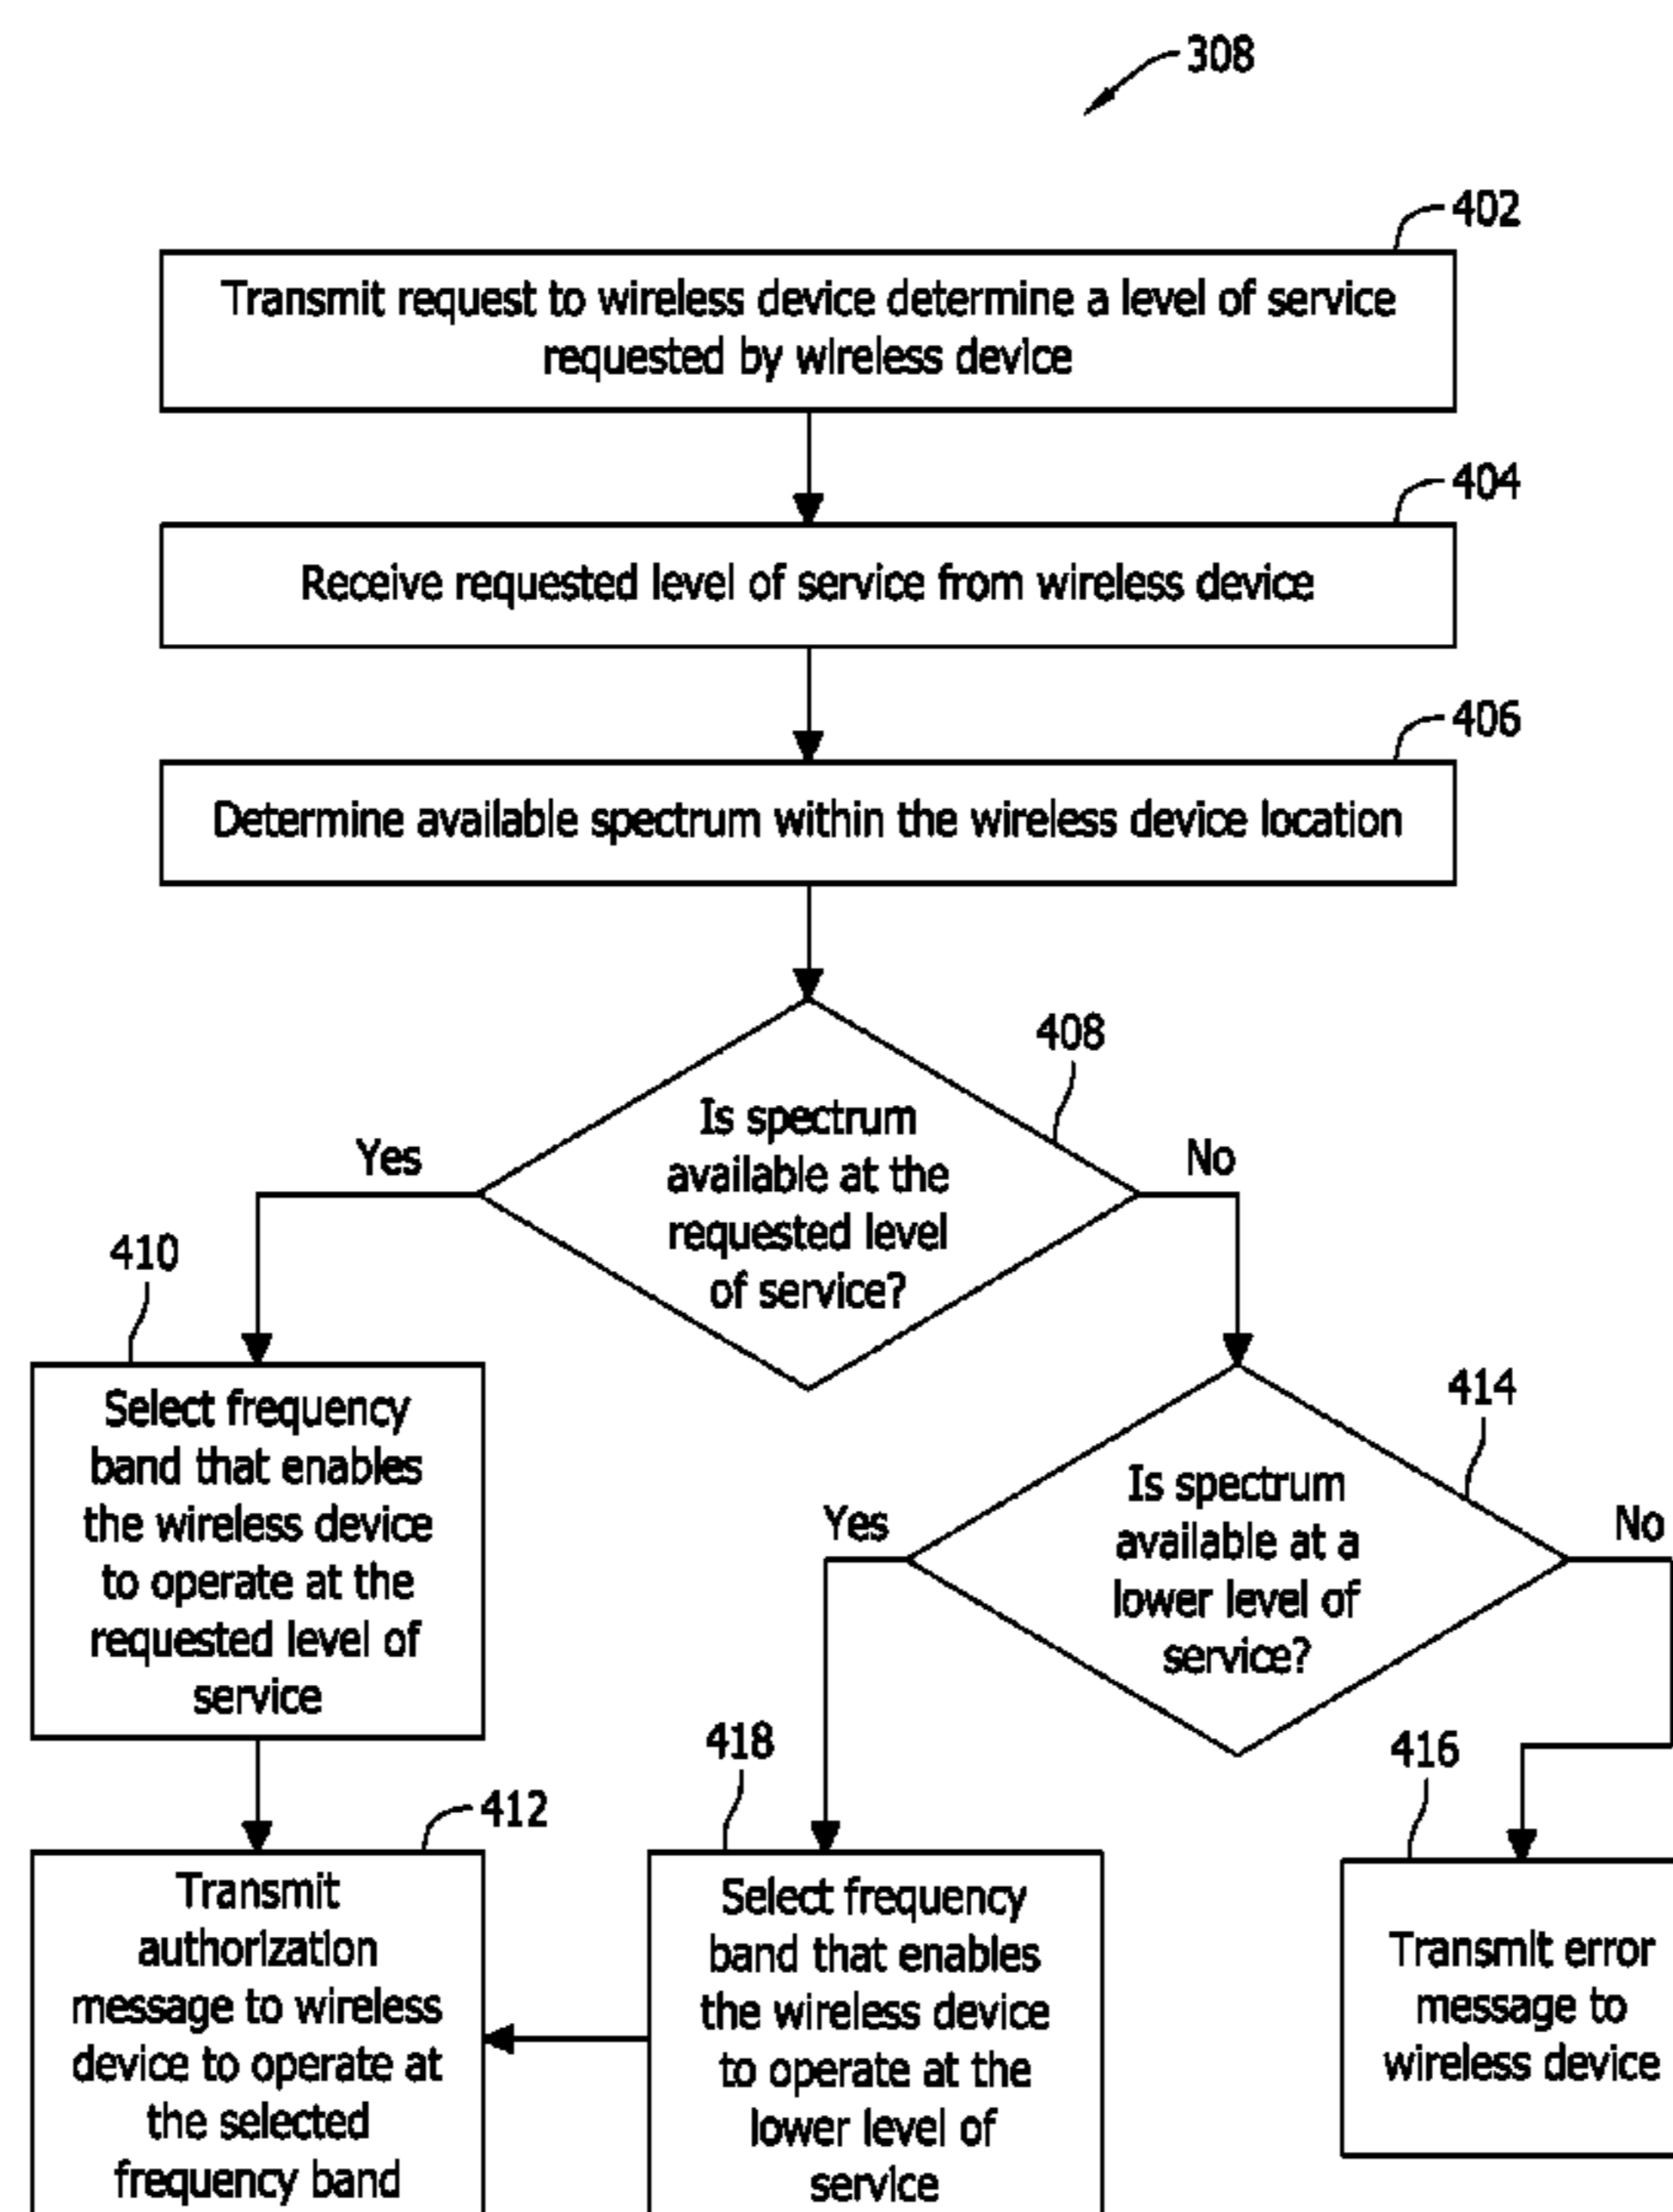 308
402
Transmit request to wireless device determine a level of service
requested by wireless device
404
Receive requested level of service from wireless device
406
Determine available spectrum within the wireless device location
408
Is spectrum
available at the
requested level
of service?
Yes
No
410
Select frequency
band that enables
the wireless device
to operate at the
requested level of
service
414
Is spectrum
available at a
lower level of
service?
Yes
No
412
Transmit
authorization
message to wireless
device to operate at
the selected
frequency band
418
Select frequency
band that enables
the wireless device
to operate at the
lower level of
service
416
Transmit error
message to
wireless device